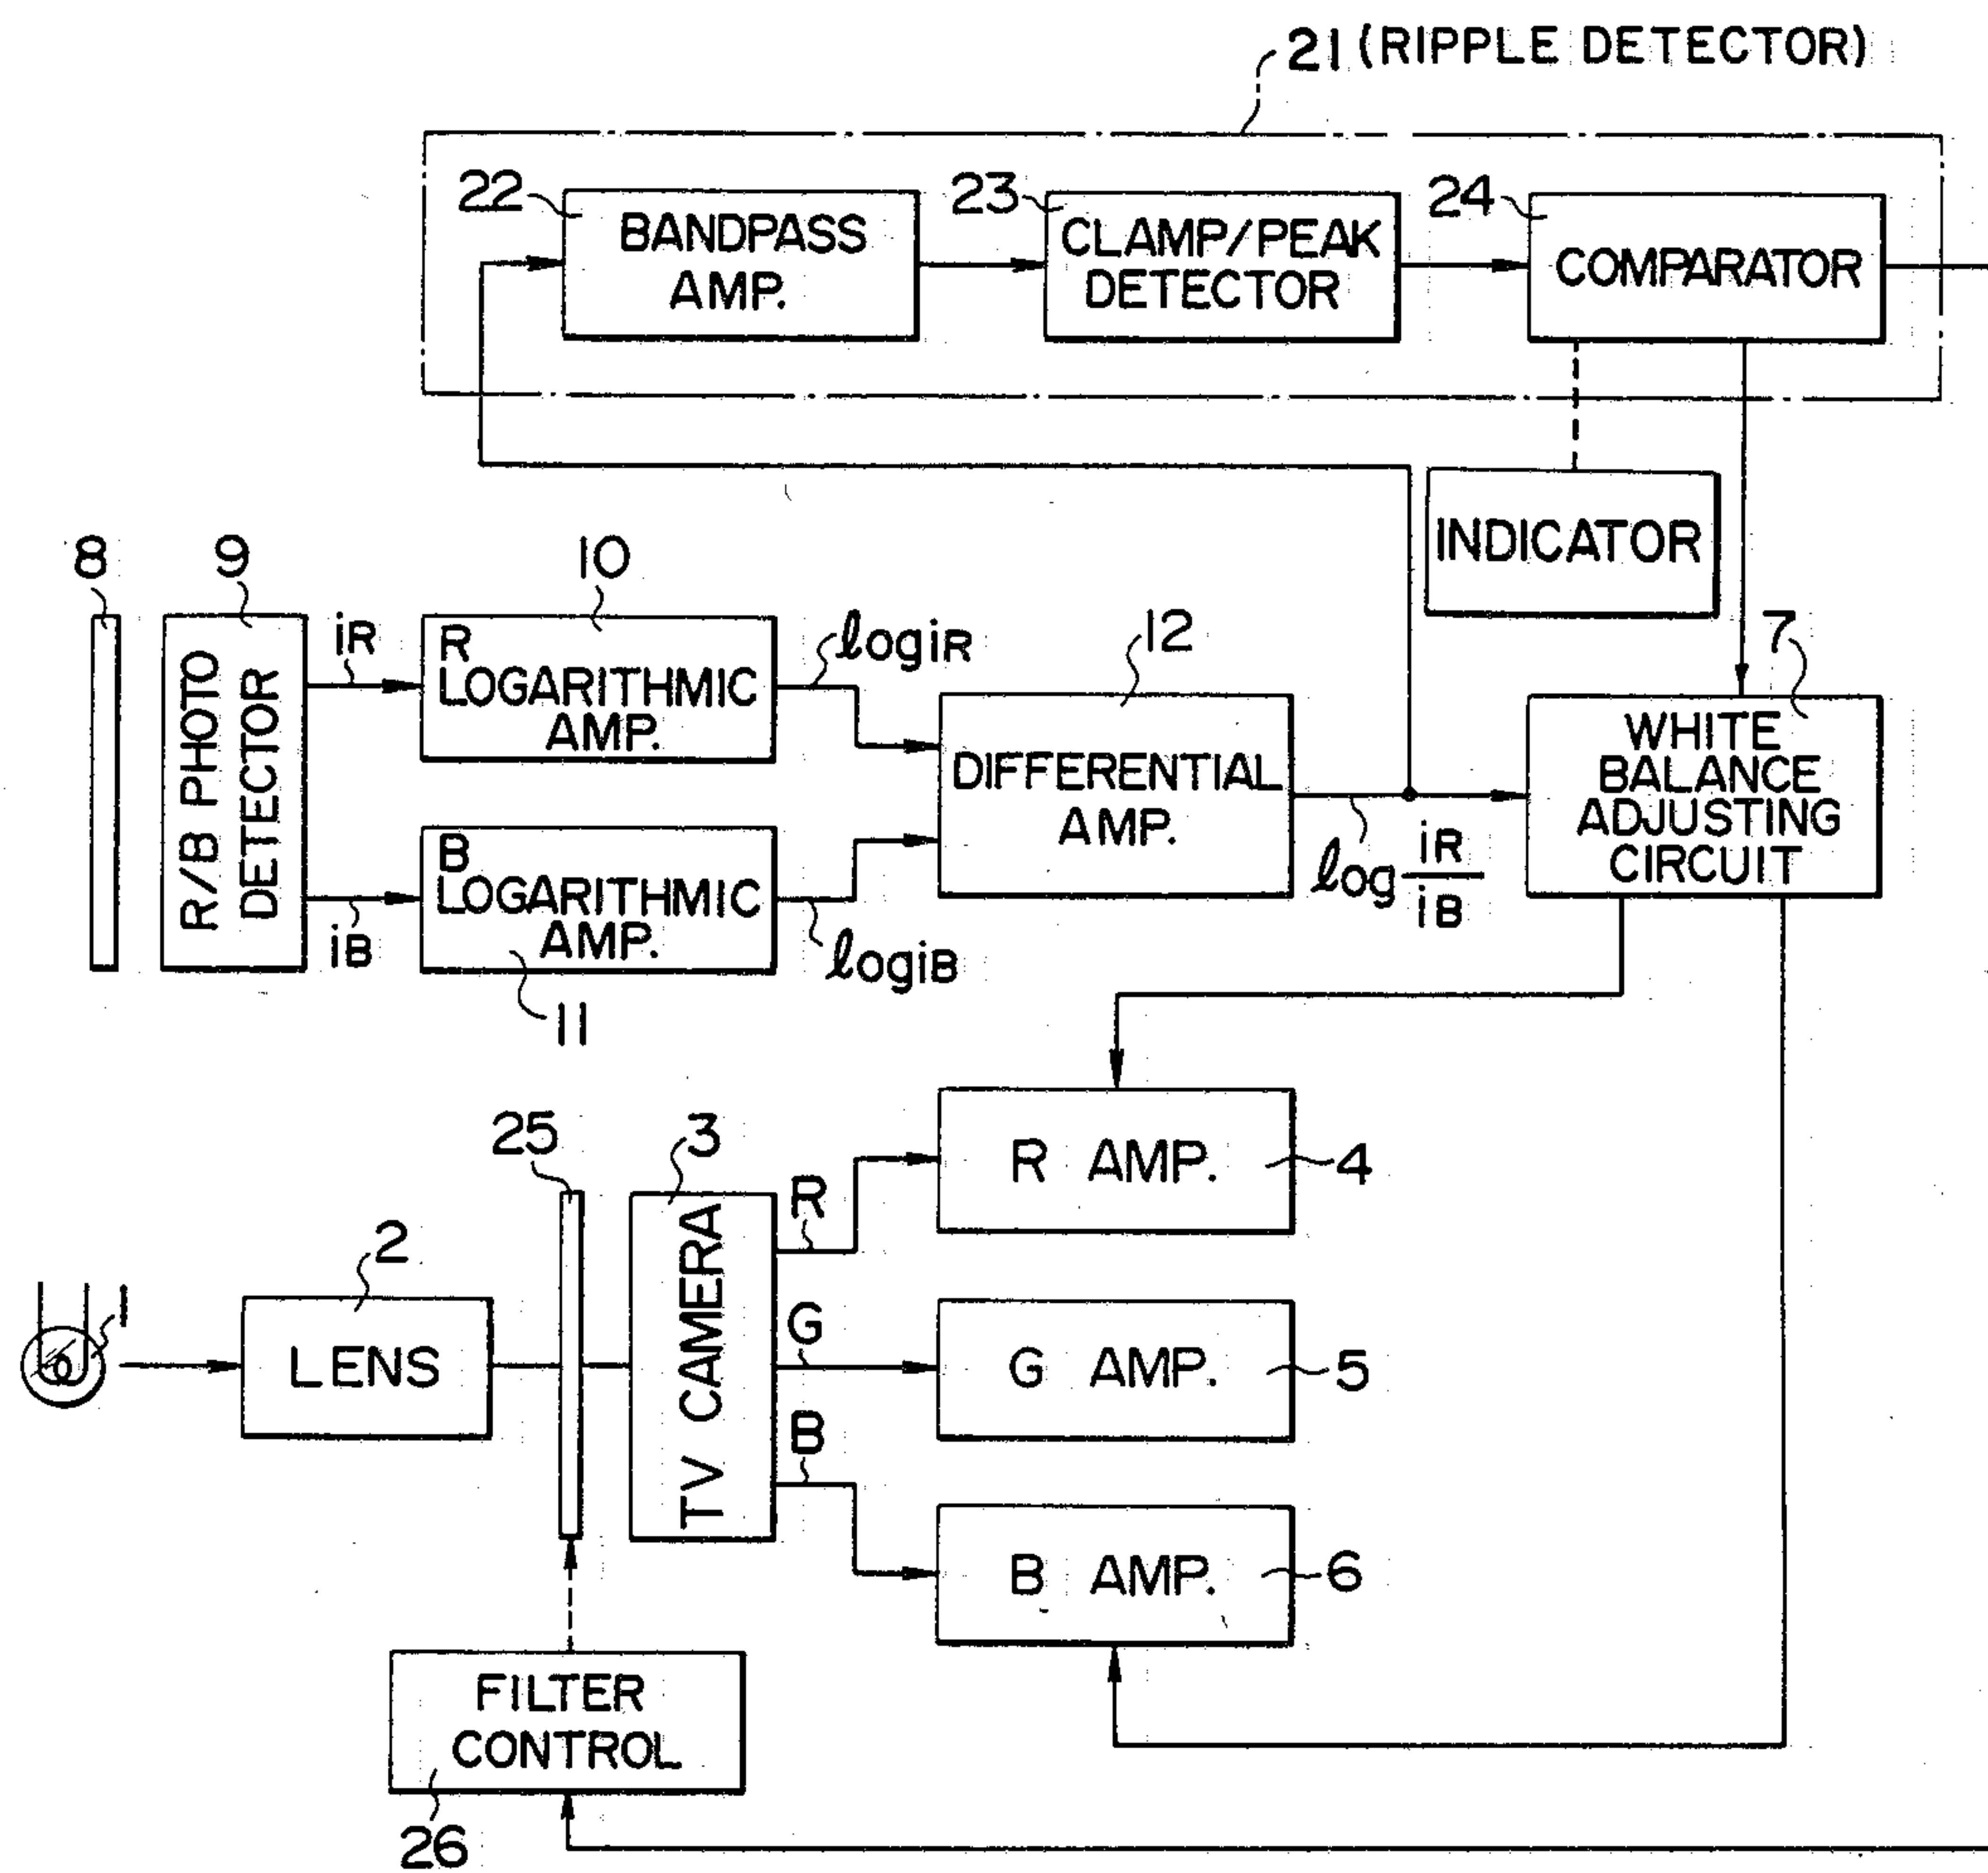 21 (RIPPLE DETECTOR)
22
BANDPASS
AMP.
23
CLAMP/PEAK
DETECTOR
24
COMPARATOR
INDICATOR
8
9
R/B PHOTO
DETECTOR
iR
iB
10
R
LOGARITHMIC
AMP.
logiR
B
LOGARITHMIC
AMP.
11
logiB
12
DIFFERENTIAL
AMP.
log iR/iB
7
WHITE
BALANCE
ADJUSTING
CIRCUIT
1
2
LENS
25
3
TV CAMERA
R
G
B
R AMP.
4
G AMP.
5
B AMP.
6
FILTER
CONTROL
26